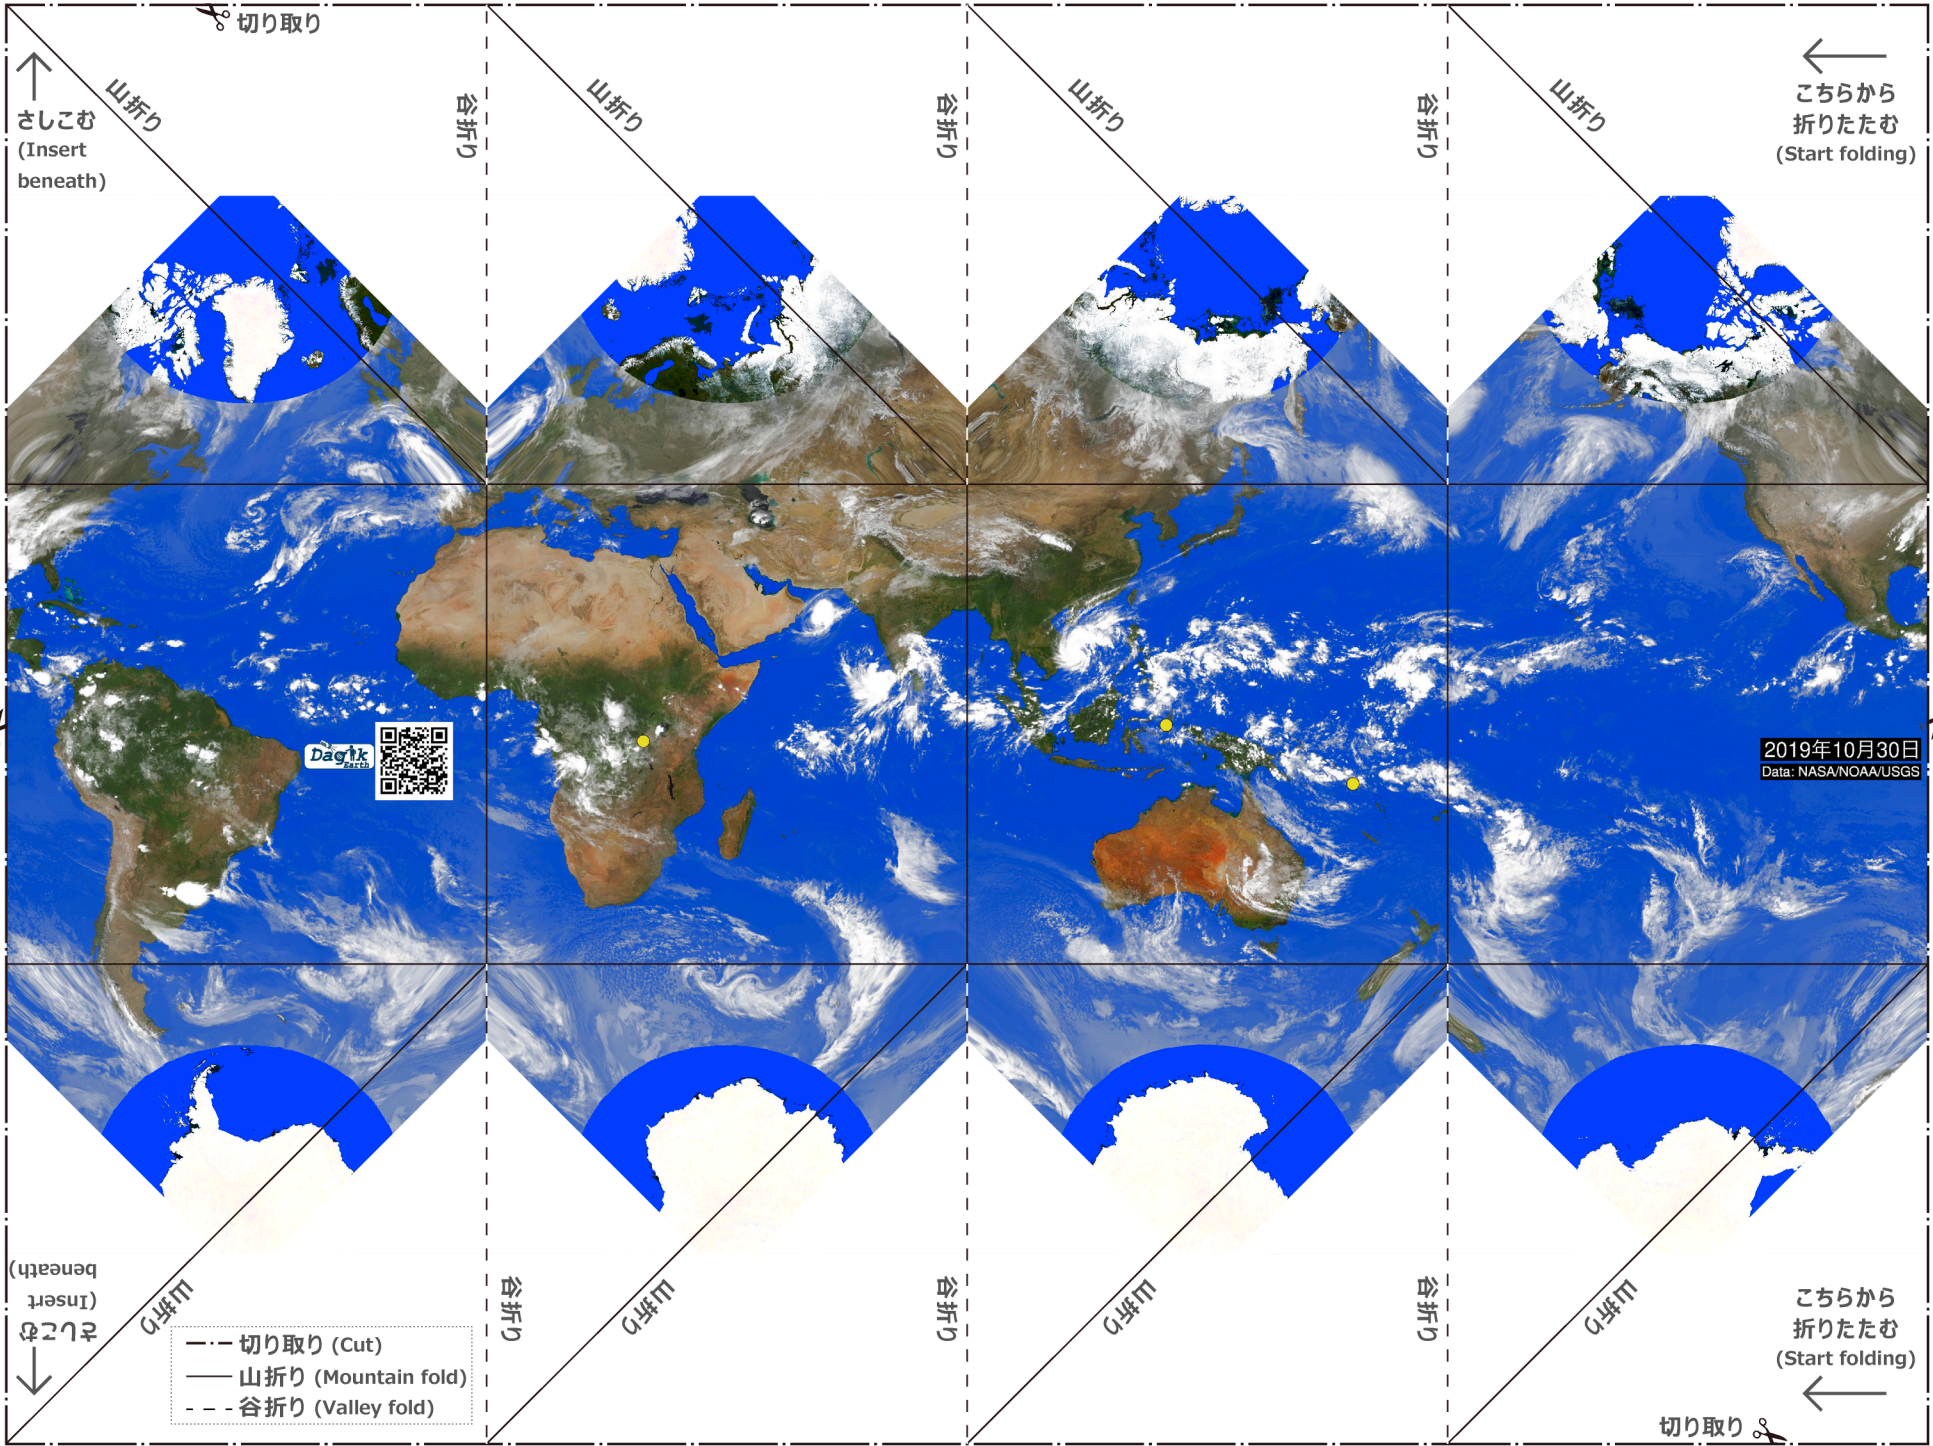 切り取り
山折り
谷折り
山折り
谷折り
山折り
谷折り
山折り
さしこむ
(Insert
beneath)
こちらから
折りたたむ
(Start folding)
Dagik
Earth
2019年10月30日
Data: NASA/NOAA/USGS
さしこむ
(Insert
beneath)
山折り
谷折り
山折り
谷折り
山折り
谷折り
山折り
こちらから
折りたたむ
(Start folding)
切り取り (Cut)
山折り (Mountain fold)
谷折り (Valley fold)
切り取り